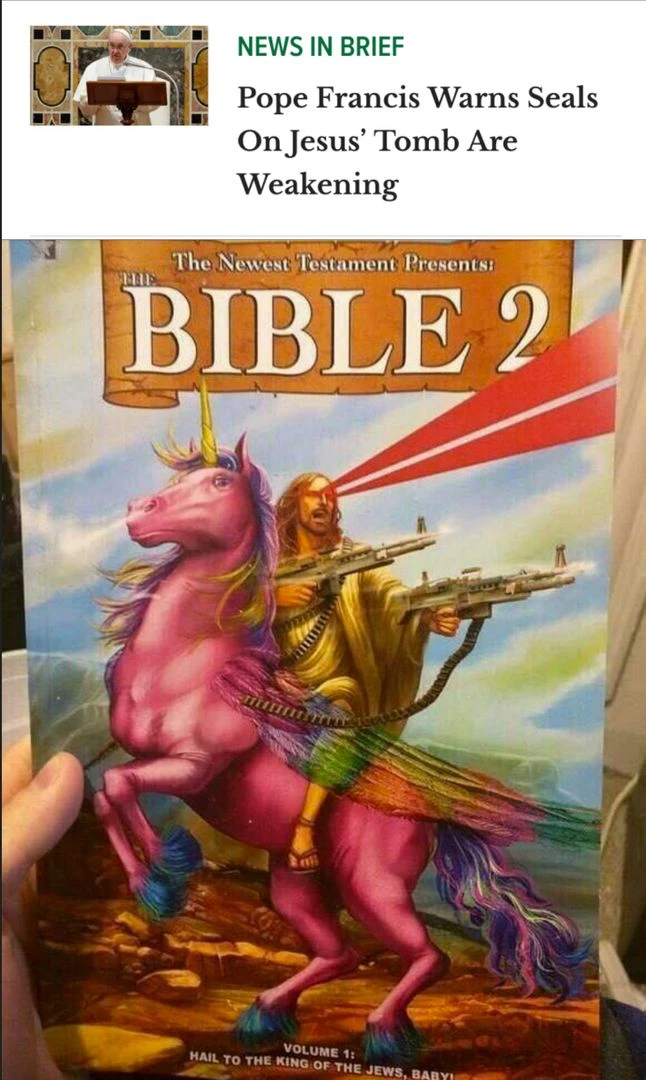 NEWS IN BRIEF
Pope Francis Warns Seals
On Jesus’ Tomb Are
Weakening
The Newest Testament Presents:
THE
BIBLE 2
VOLUME 1:
HAIL TO THE KING OF THE JEWS, BABY!